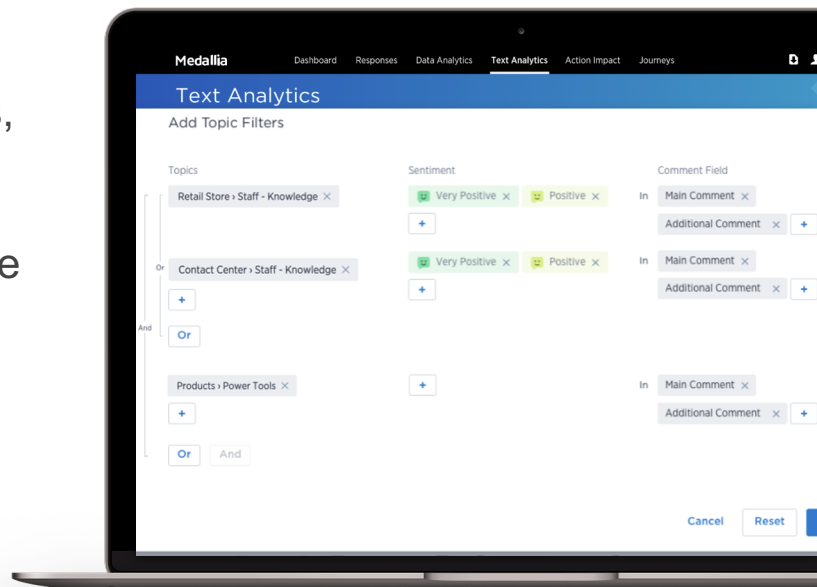 Medallia Dashboard Responses Data Analytics Text Analytics Action Impact Journeys
Text Analytics
Add Topic Filters
Topics Sentiment Comment Field
Retail Store › Staff - Knowledge × Very Positive × Positive × In Main Comment ×
+ Additional Comment × +
Or Contact Center › Staff - Knowledge × Very Positive × Positive × In Main Comment ×
+ + Additional Comment × +
And Or
Products › Power Tools × + In Main Comment ×
+ Additional Comment × +
Or And
Cancel Reset